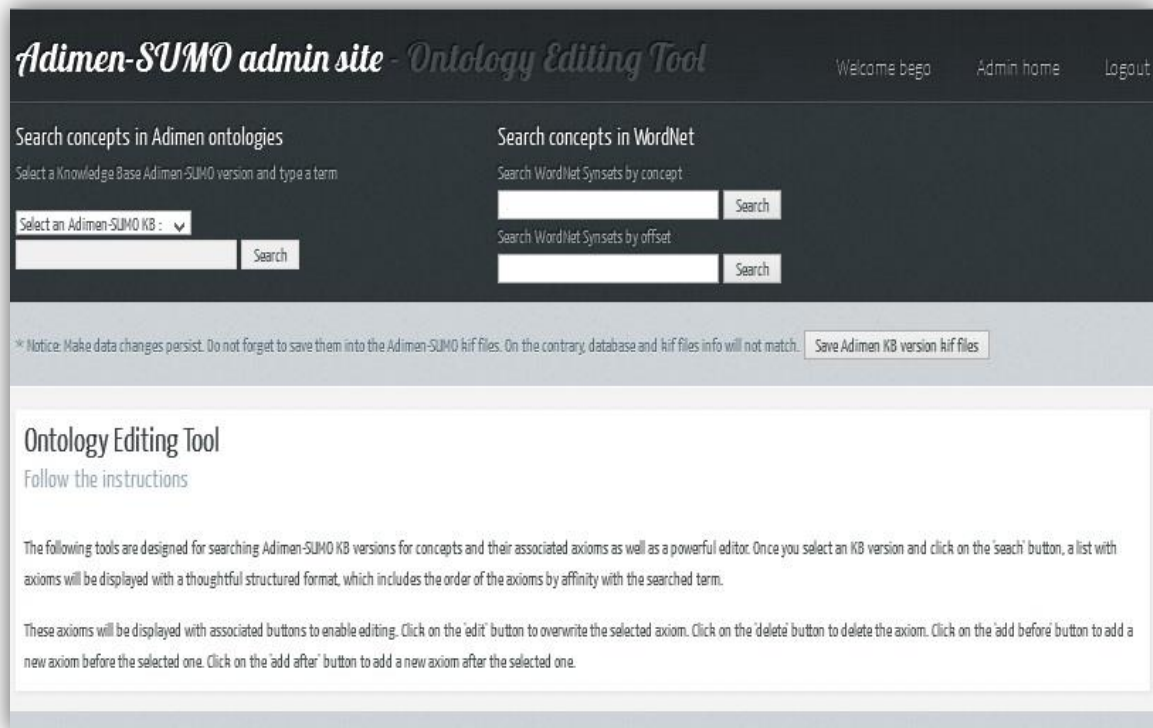 Adimen-SUMO admin site - Ontology Editing Tool
Welcome bego Admin home Logout
Search concepts in Adimen ontologies
Select a Knowledge Base Adimen-SUMO version and type a term
Select an Adimen-SUMO KB :
Search
Search concepts in WordNet
Search WordNet Synsets by concept
Search
Search WordNet Synsets by offset
Search
* Notice: Make data changes persist. Do not forget to save them into the Adimen-SUMO kif files. On the contrary, database and kif files info will not match. Save Adimen KB version kif files
Ontology Editing Tool
Follow the instructions
The following tools are designed for searching Adimen-SUMO KB versions for concepts and their associated axioms as well as a powerful editor. Once you select an KB version and click on the 'seach' button, a list with
axioms will be displayed with a thoughtful structured format, which includes the order of the axioms by affinity with the searched term.
These axioms will be displayed with associated buttons to enable editing. Click on the 'edit' button to overwrite the selected axiom. Click on the 'delete' button to delete the axiom. Click on the 'add before' button to add a
new axiom before the selected one. Click on the 'add after' button to add a new axiom after the selected one.